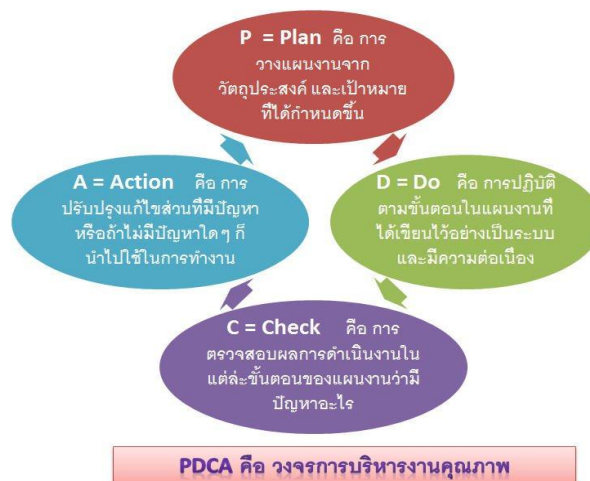 P = Plan คือ การ
วางแผนงานจาก
วัตถุประสงค์ และเป้าหมาย
ที่ได้กำหนดขึ้น
A = Action คือ การ
ปรับปรุงแก้ไขส่วนที่มีปัญหา
หรือถ้าไม่มีปัญหาใดๆ ก็
นำไปใช้ในการทำงาน
D = Do คือ การปฏิบัติ
ตามขั้นตอนในแผนงานที่
ได้เขียนไว้อย่างเป็นระบบ
และมีความต่อเนื่อง
C = Check คือ การ
ตรวจสอบผลการดำเนินงานใน
แต่ล่ะขั้นตอนของแผนงานว่ามี
ปัญหาอะไร
PDCA คือ วงจรการบริหารงานคุณภาพ